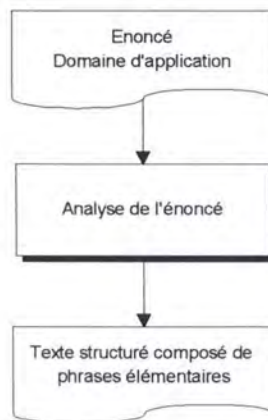 Enoncé
Domaine d'application
Analyse de l'énoncé
Texte structuré composé de
phrases élémentaires